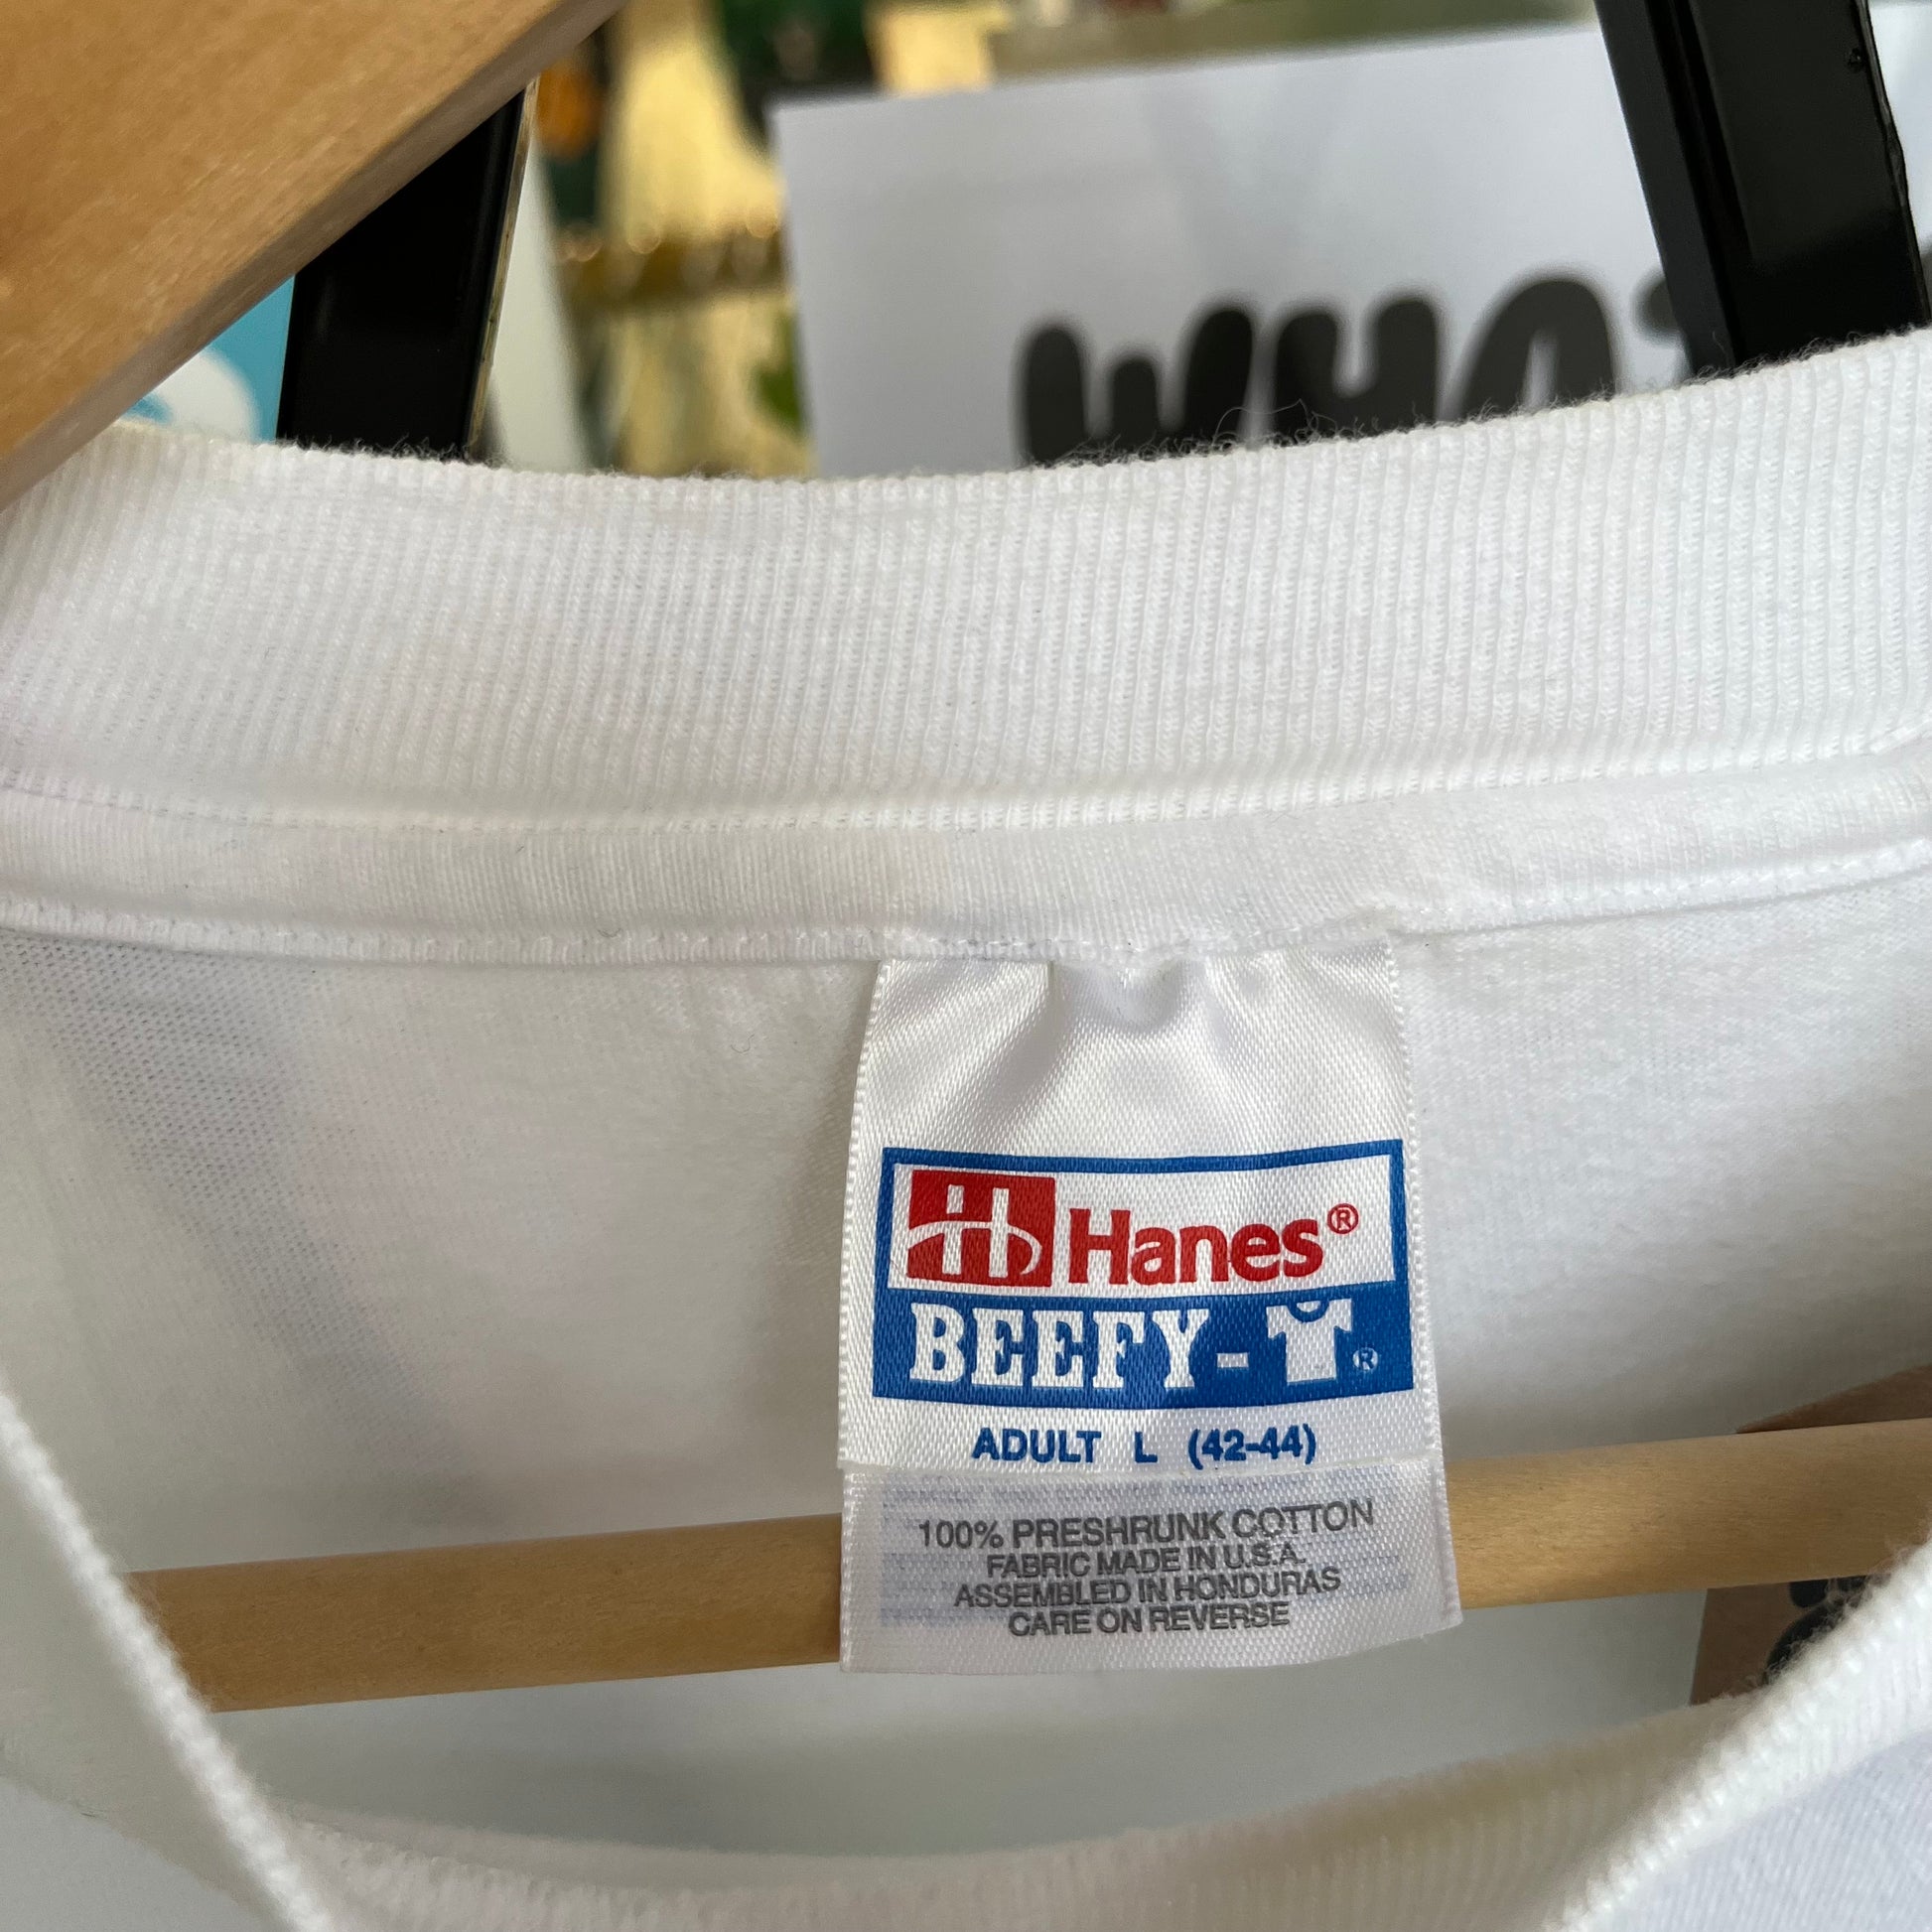 Hanes®
BEEFY-T®
ADULT L (42-44)
100% PRESHRUNK COTTON
FABRIC MADE IN U.S.A.
ASSEMBLED IN HONDURAS
CARE ON REVERSE